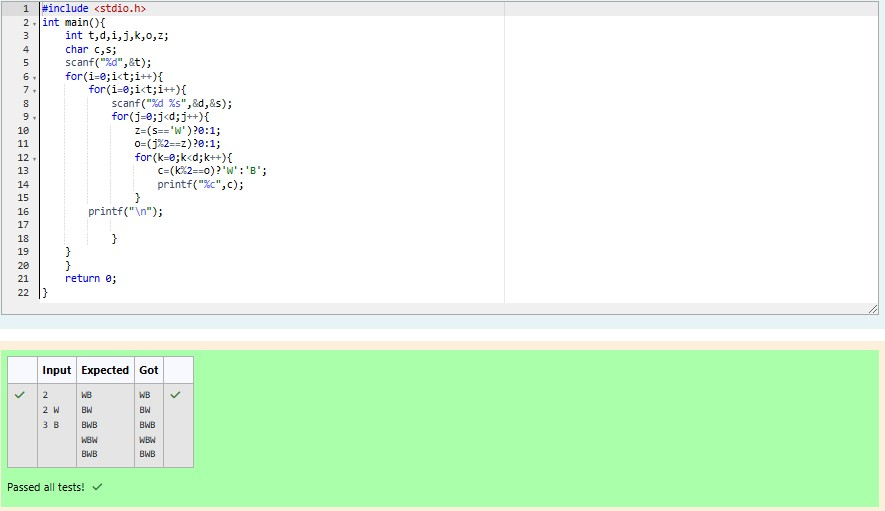 1 #include <stdio.h>
2 int main(){
3     int t,d,i,j,k,o,z;
4     char c,s;
5     scanf("%d",&t);
6     for(i=0;i<t;i++){
7         for(i=0;i<t;i++){
8             scanf("%d %s",&d,&s);
9             for(j=0;j<d;j++){
10                 z=(s=='W')?0:1;
11                 o=(j%2==z)?0:1;
12                 for(k=0;k<d;k++){
13                     c=(k%2==o)?'W':'B';
14                     printf("%c",c);
15                 }
16         printf("\n");
17
18             }
19     }
20     }
21     return 0;
22 }
Input Expected Got
2 WB WB
2 W BW BW
3 B BWB BWB
WBW WBW
BWB BWB
Passed all tests!